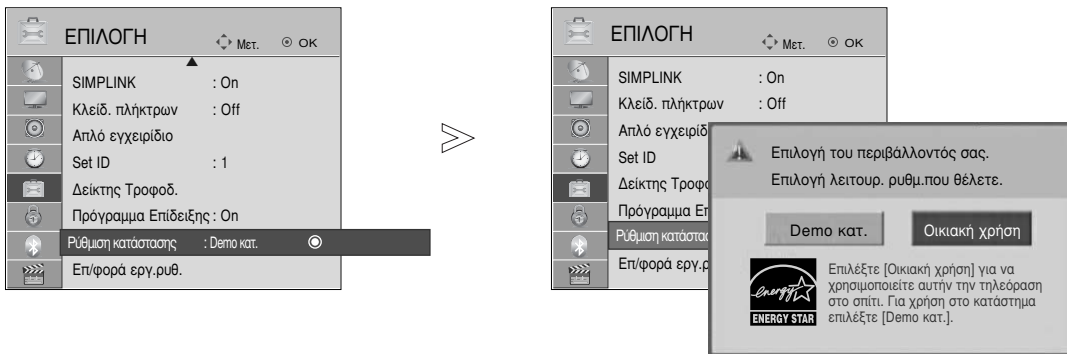 ΕΠΙΛΟΓΗ Μετ. OK
SIMPLINK : On
Κλείδ. πλήκτρων : Off
Απλό εγχειρίδιο
Set ID : 1
Δείκτης Τροφοδ.
Πρόγραμμα Επίδειξης : On
Ρύθμιση κατάστασης : Demo κατ.
Επ/φορά εργ.ρυθ.
ΕΠΙΛΟΓΗ Μετ. OK
SIMPLINK : On
Κλείδ. πλήκτρων : Off
Απλό εγχειρίδ
Set ID
Δείκτης Τροφο
Πρόγραμμα Επ
Ρύθμιση κατάστασ
Επ/φορά εργ.ρ
Επιλογή του περιβάλλοντός σας.
Επιλογή λειτουρ. ρυθμ.που θέλετε.
Demo κατ. Οικιακή χρήση
energy
ENERGY STAR
Επιλέξτε [Οικιακή χρήση] για να
χρησιμοποιείτε αυτήν την τηλεόραση
στο σπίτι. Για χρήση στο κατάστημα
επιλέξτε [Demo κατ.].